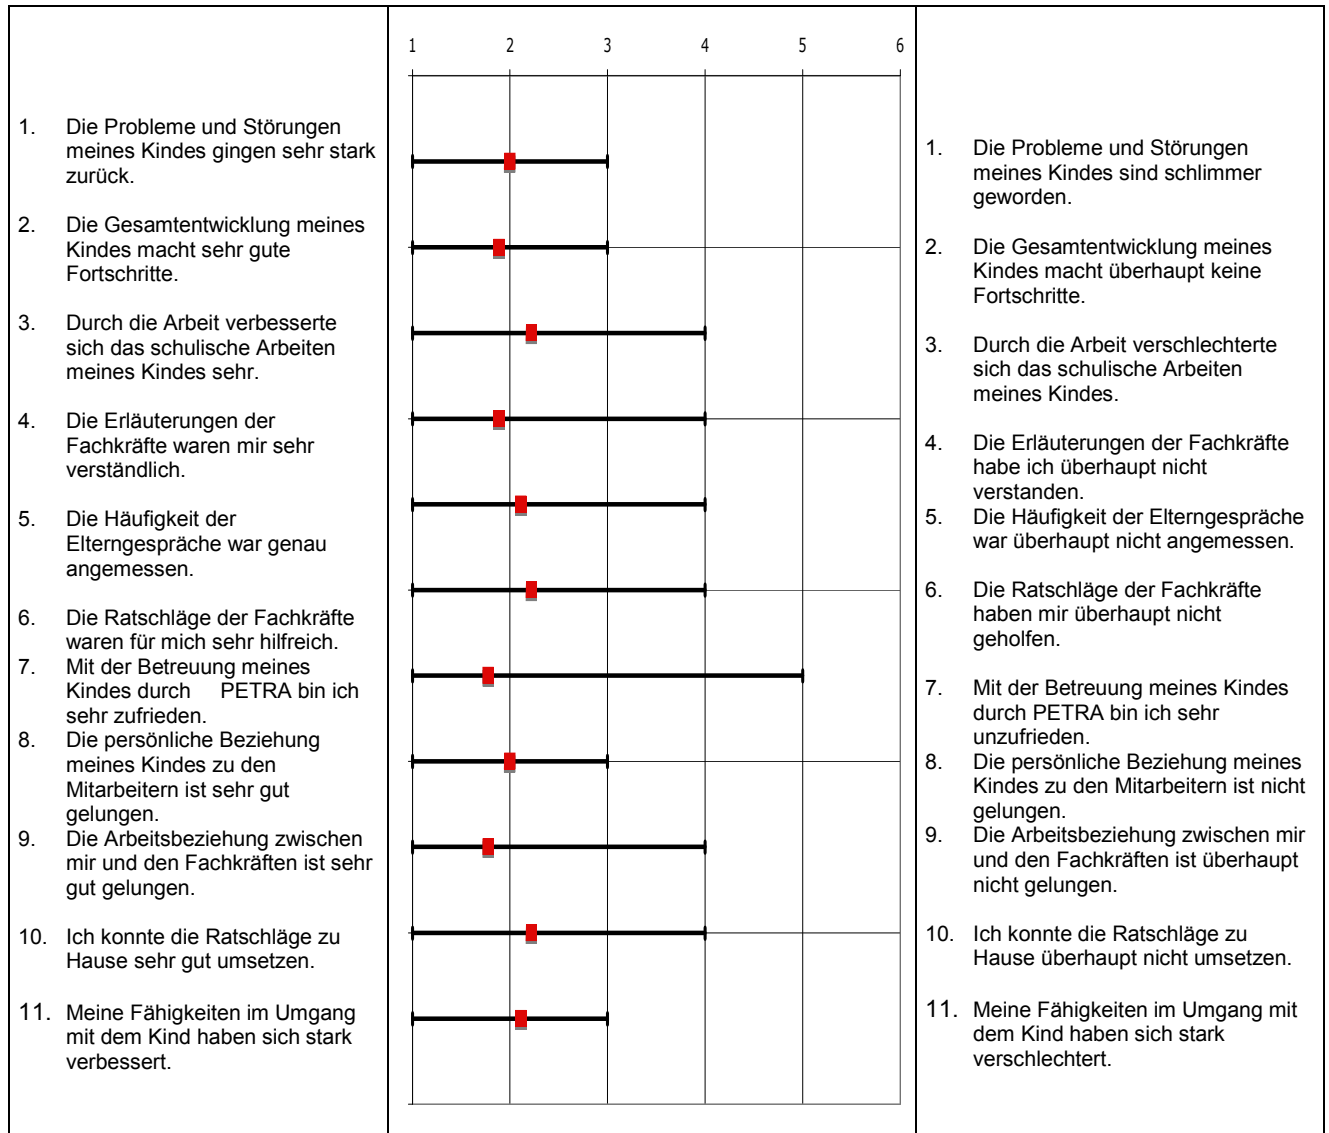 1. Die Probleme und Störungen
meines Kindes gingen sehr stark
zurück.
2. Die Gesamtentwicklung meines
Kindes macht sehr gute
Fortschritte.
3. Durch die Arbeit verbesserte
sich das schulische Arbeiten
meines Kindes sehr.
4. Die Erläuterungen der
Fachkräfte waren mir sehr
verständlich.
5. Die Häufigkeit der
Elterngespräche war genau
angemessen.
6. Die Ratschläge der Fachkräfte
waren für mich sehr hilfreich.
7. Mit der Betreuung meines
Kindes durch PETRA bin ich
sehr zufrieden.
8. Die persönliche Beziehung
meines Kindes zu den
Mitarbeitern ist sehr gut
gelungen.
9. Die Arbeitsbeziehung zwischen
mir und den Fachkräften ist sehr
gut gelungen.
10. Ich konnte die Ratschläge zu
Hause sehr gut umsetzen.
11. Meine Fähigkeiten im Umgang
mit dem Kind haben sich stark
verbessert.
1 2 3 4 5 6
1. Die Probleme und Störungen
meines Kindes sind schlimmer
geworden.
2. Die Gesamtentwicklung meines
Kindes macht überhaupt keine
Fortschritte.
3. Durch die Arbeit verschlechterte
sich das schulische Arbeiten
meines Kindes.
4. Die Erläuterungen der Fachkräfte
habe ich überhaupt nicht
verstanden.
5. Die Häufigkeit der Elterngespräche
war überhaupt nicht angemessen.
6. Die Ratschläge der Fachkräfte
haben mir überhaupt nicht
geholfen.
7. Mit der Betreuung meines Kindes
durch PETRA bin ich sehr
unzufrieden.
8. Die persönliche Beziehung meines
Kindes zu den Mitarbeitern ist nicht
gelungen.
9. Die Arbeitsbeziehung zwischen mir
und den Fachkräften ist überhaupt
nicht gelungen.
10. Ich konnte die Ratschläge zu
Hause überhaupt nicht umsetzen.
11. Meine Fähigkeiten im Umgang mit
dem Kind haben sich stark
verschlechtert.